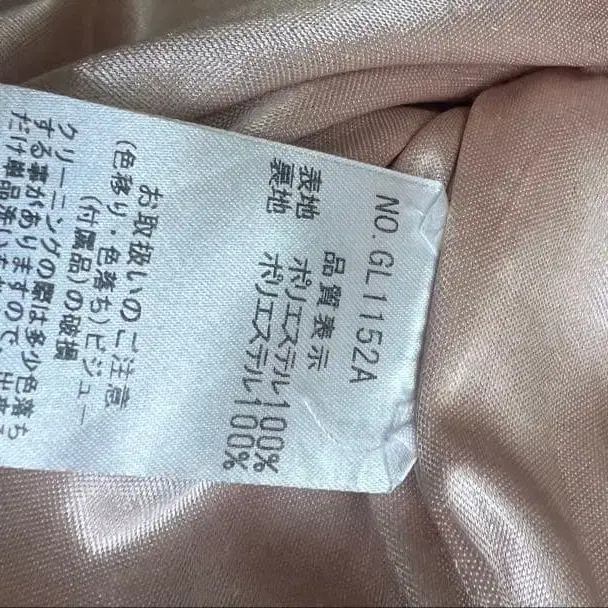 NO.GL1152A
品質表示
表地 ポリエステル100%
裏地 ポリエステル100%
お取扱いのご注意
(色移り・色落ち)ビジュー
(付属品)の破損
クリーニングの際は多少色落ち
する事がありますので、出来
だけ単品洗い